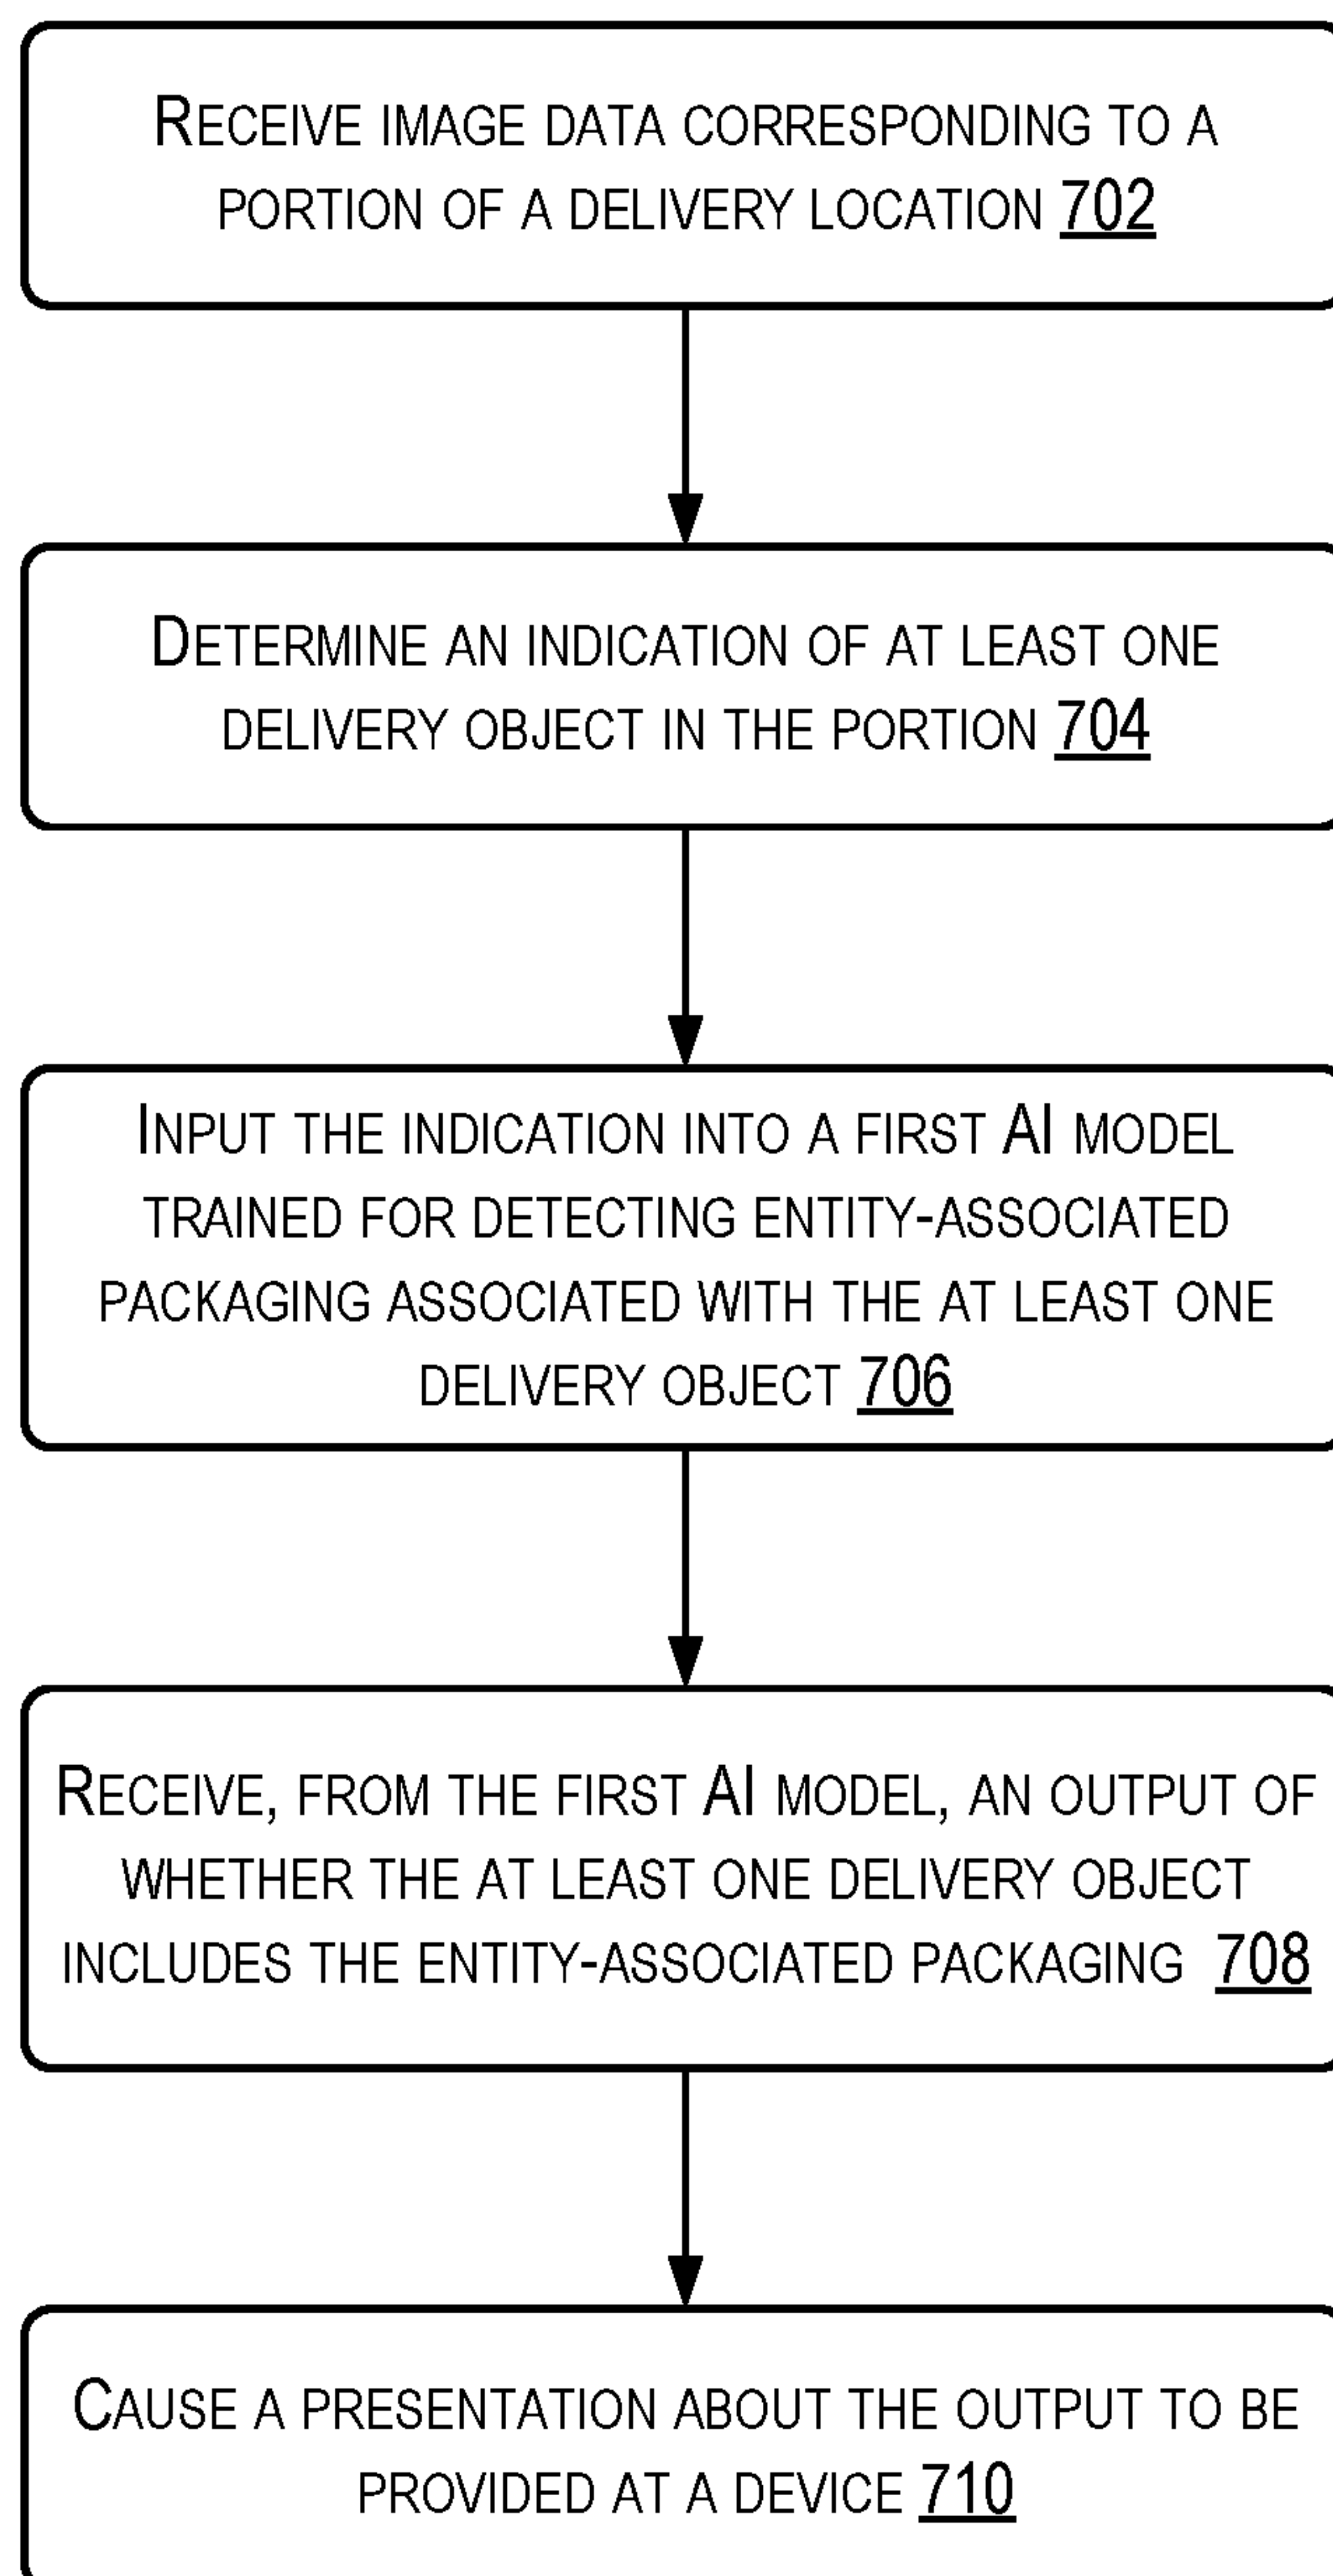 RECEIVE IMAGE DATA CORRESPONDING TO A
PORTION OF A DELIVERY LOCATION 702
DETERMINE AN INDICATION OF AT LEAST ONE
DELIVERY OBJECT IN THE PORTION 704
INPUT THE INDICATION INTO A FIRST AI MODEL
TRAINED FOR DETECTING ENTITY-ASSOCIATED
PACKAGING ASSOCIATED WITH THE AT LEAST ONE
DELIVERY OBJECT 706
RECEIVE, FROM THE FIRST AI MODEL, AN OUTPUT OF
WHETHER THE AT LEAST ONE DELIVERY OBJECT
INCLUDES THE ENTITY-ASSOCIATED PACKAGING 708
CAUSE A PRESENTATION ABOUT THE OUTPUT TO BE
PROVIDED AT A DEVICE 710